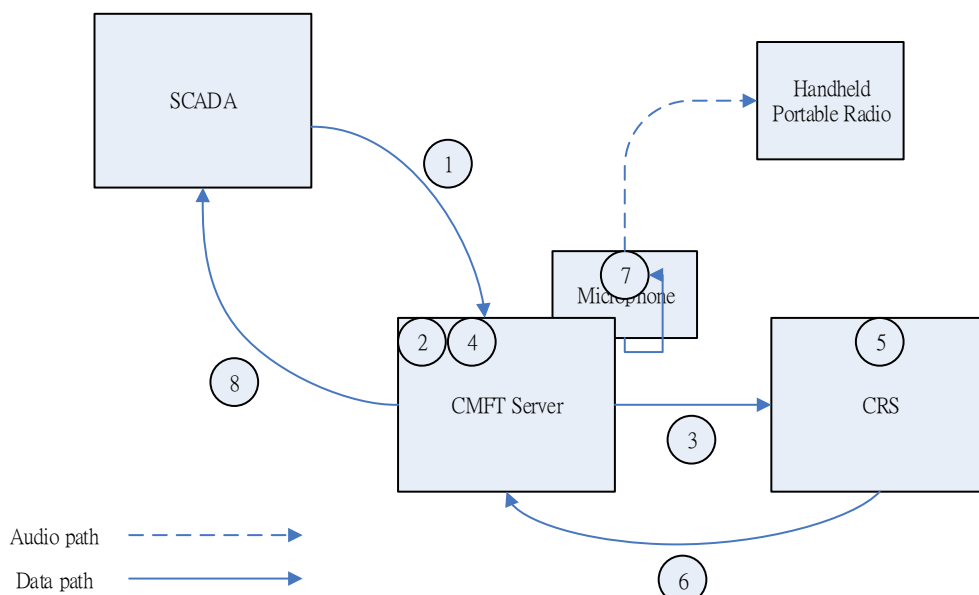 SCADA
Handheld
Portable Radio
1
7
Microphone
2
4
5
8
CMFT Server
CRS
3
Audio path
Data path
6